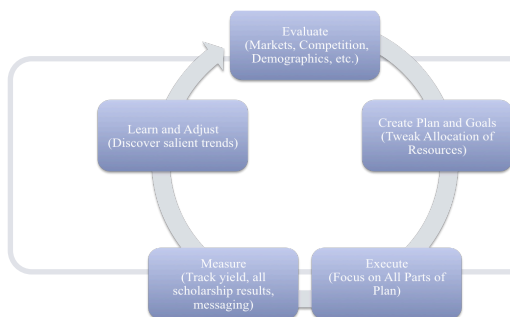 Evaluate
(Markets, Competition,
Demographics, etc.)
Create Plan and Goals
(Tweak Allocation of
Resources)
Execute
(Focus on All Parts of
Plan)
Measure
(Track yield, all
scholarship results,
messaging)
Learn and Adjust
(Discover salient trends)